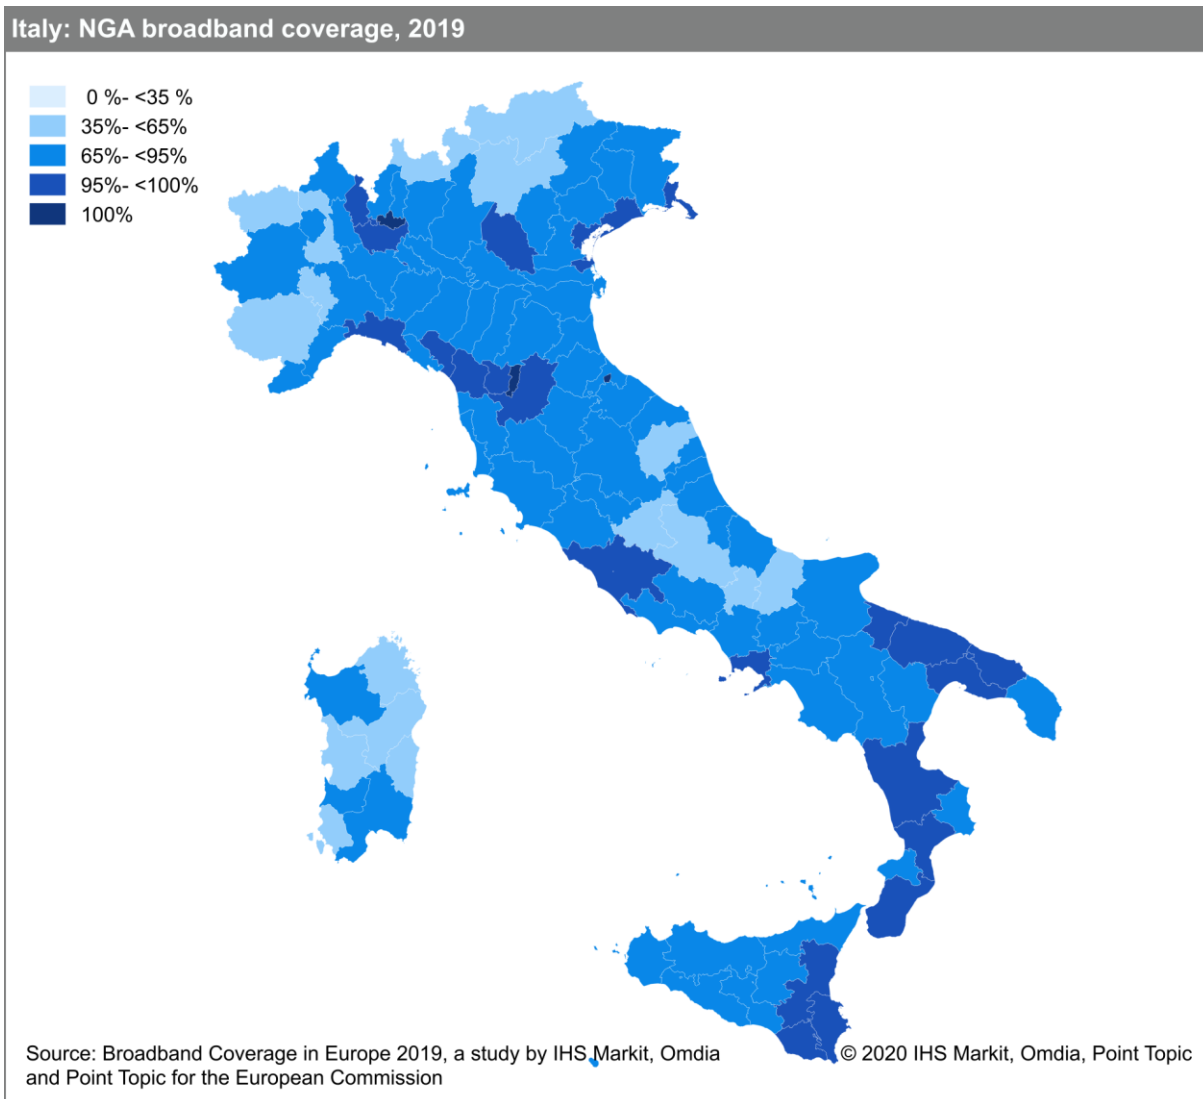 Italy: NGA broadband coverage, 2019
0 %- <35 %
35%- <65%
65%- <95%
95%- <100%
100%
Source: Broadband Coverage in Europe 2019, a study by IHS Markit, Omdia
and Point Topic for the European Commission
© 2020 IHS Markit, Omdia, Point Topic